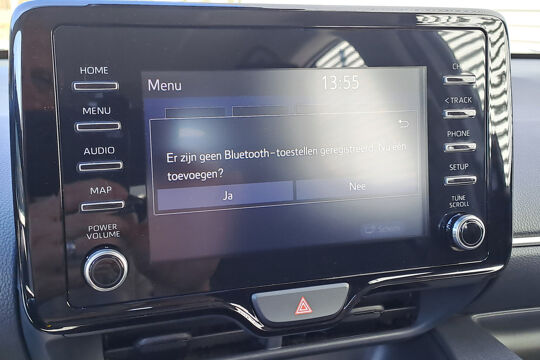 HOME
MENU
AUDIO
MAP
POWER
VOLUME
Menu
13:55
Er zijn geen Bluetooth-toestellen geregistreerd. Nu één
toevoegen?
Ja
Nee
CH
< TRACK
PHONE
SETUP
TUNE
SCROLL